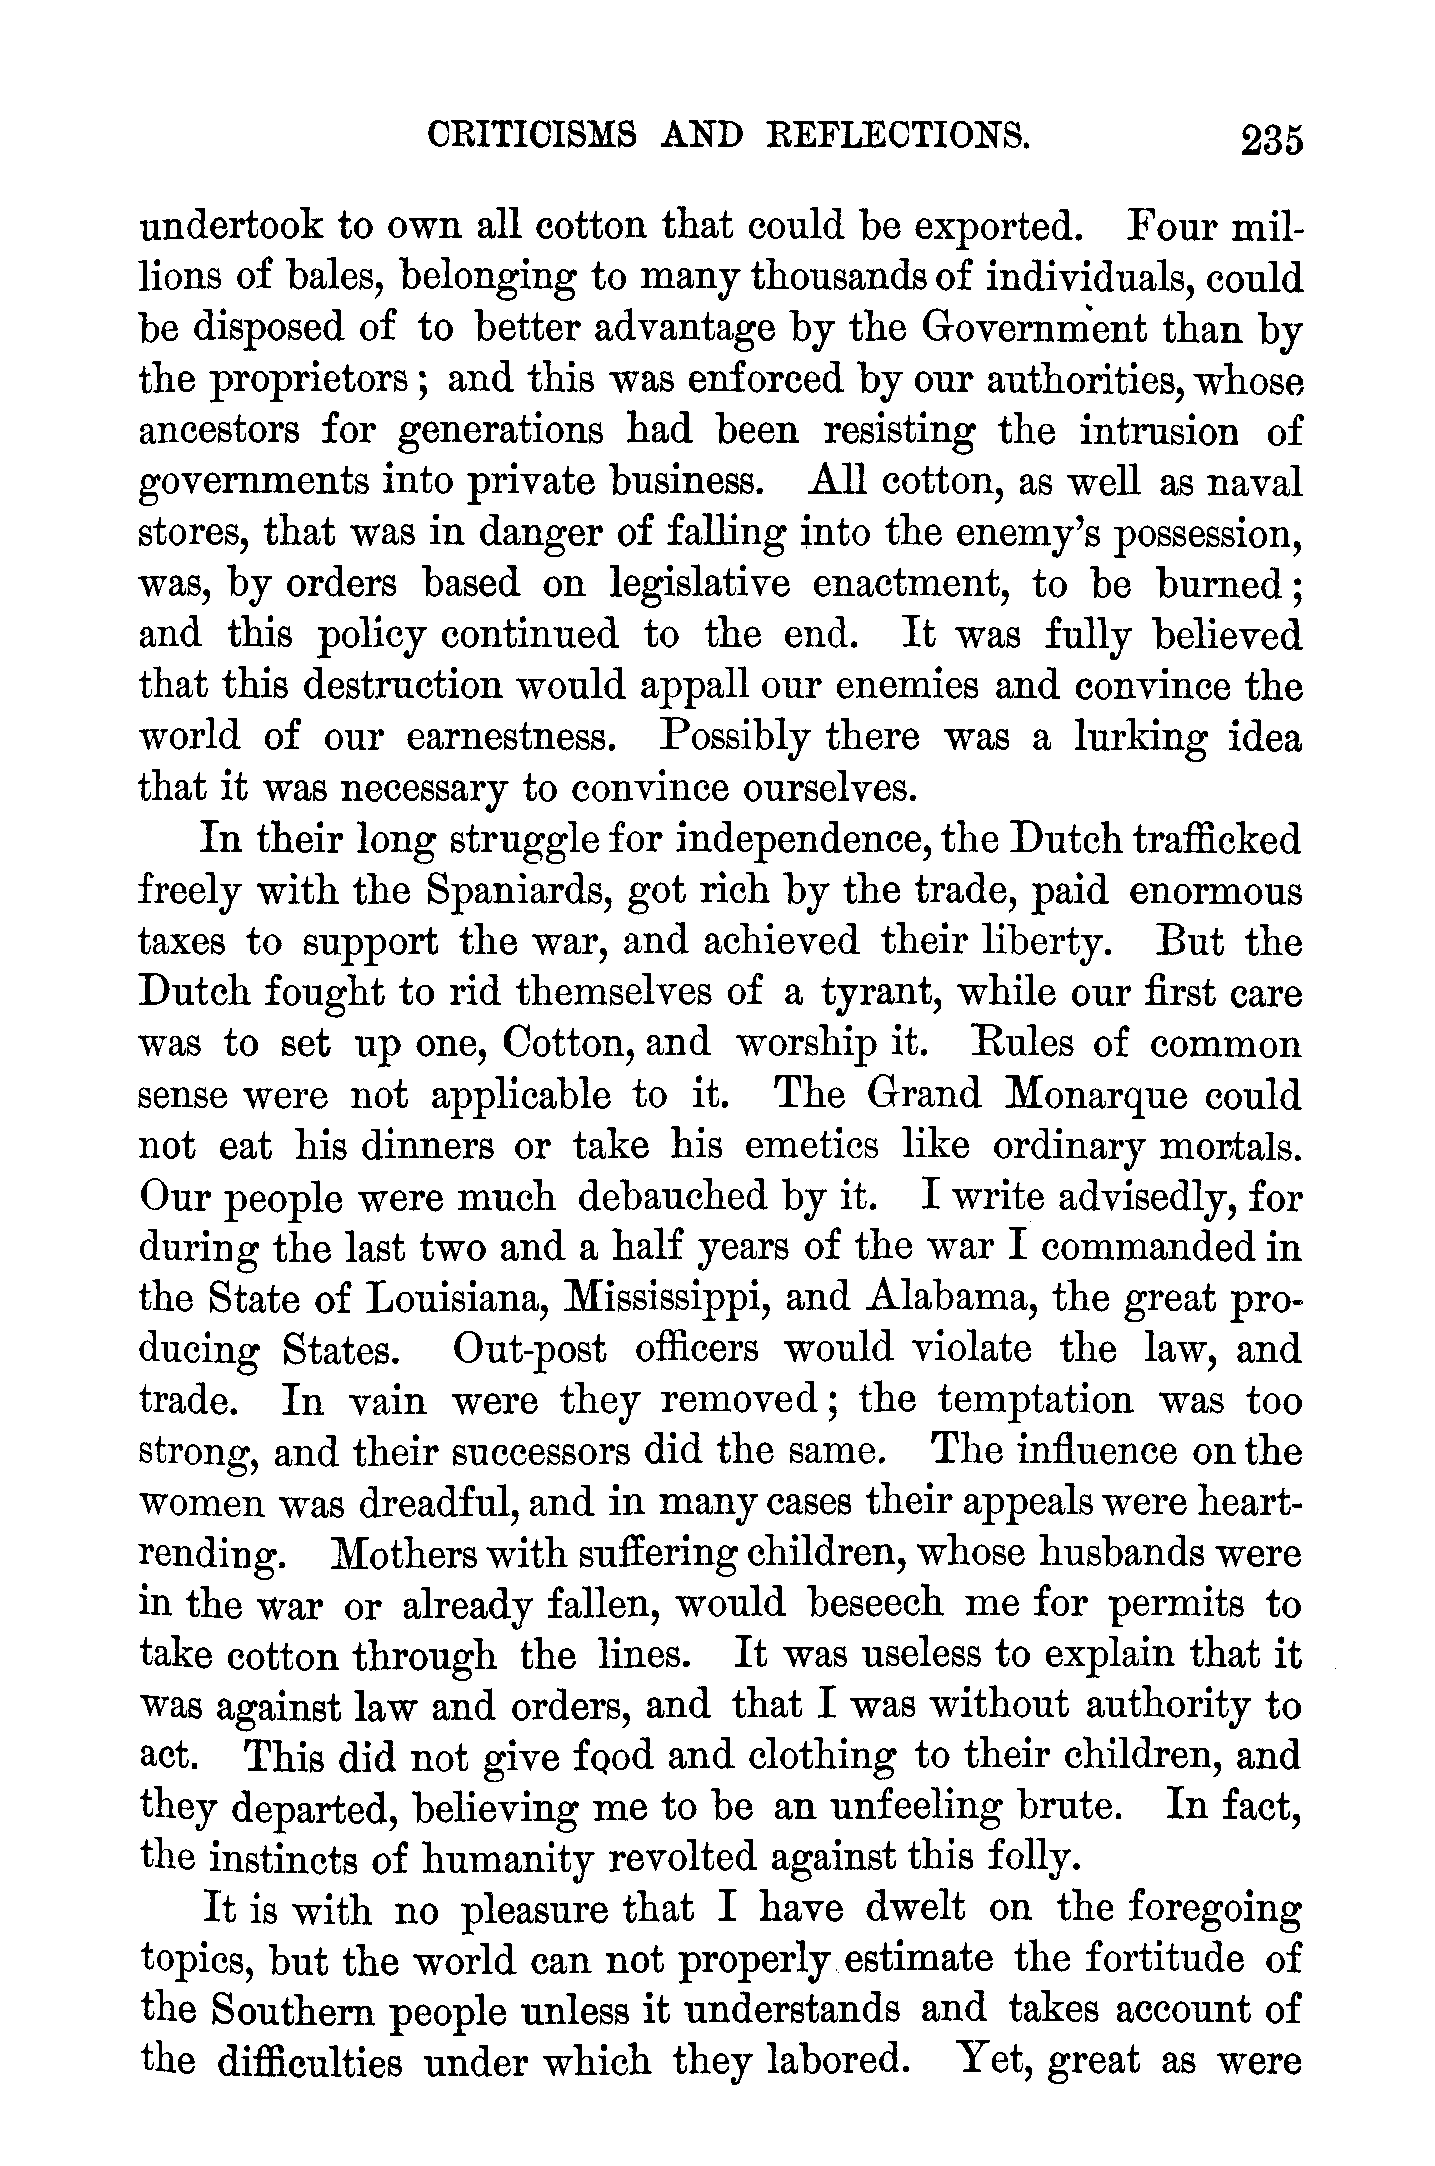 CRITICISMS AND REFLECTIONS. 235
undertook to own all cotton that could be exported. Four mil-
lions of bales, belonging to many thousands of individuals, could
be disposed of to better advantage by the Government than by
the proprietors; and this was enforced by our authorities, whose
ancestors for generations had been resisting the intrusion of
governments into private business. All cotton, as well as naval
stores, that was in danger of falling into the enemy's possession,
was, by orders based on legislative enactment, to be burned;
and this policy continued to the end. It was fully believed
that this destruction would appall our enemies and convince the
world of our earnestness. Possibly there was a lurking idea
that it was necessary to convince ourselves.
In their long struggle for independence, the Dutch trafficked
freely with the Spaniards, got rich by the trade, paid enormous
taxes to support the war, and achieved their liberty. But the
Dutch fought to rid themselves of a tyrant, while our first care
was to set up one, Cotton, and worship it. Rules of common
sense were not applicable to it. The Grand Monarque could
not eat his dinners or take his emetics like ordinary mortals.
Our people were much debauched by it. I write advisedly, for
during the last two and a half years of the war I commanded in
the State of Louisiana, Mississippi, and Alabama, the great pro-
ducing States. Out-post officers would violate the law, and
trade. In vain were they removed; the temptation was too
strong, and their successors did the same. The influence on the
women was dreadful, and in many cases their appeals were heart-
rending. Mothers with suffering children, whose husbands were
in the war or already fallen, would beseech me for permits to
take cotton through the lines. It was useless to explain that it
was against law and orders, and that I was without authority to
act. This did not give food and clothing to their children, and
they departed, believing me to be an unfeeling brute. In fact,
the instincts of humanity revolted against this folly.
It is with no pleasure that I have dwelt on the foregoing
topics, but the world can not properly estimate the fortitude of
the Southern people unless it understands and takes account of
the difficulties under which they labored. Yet, great as were